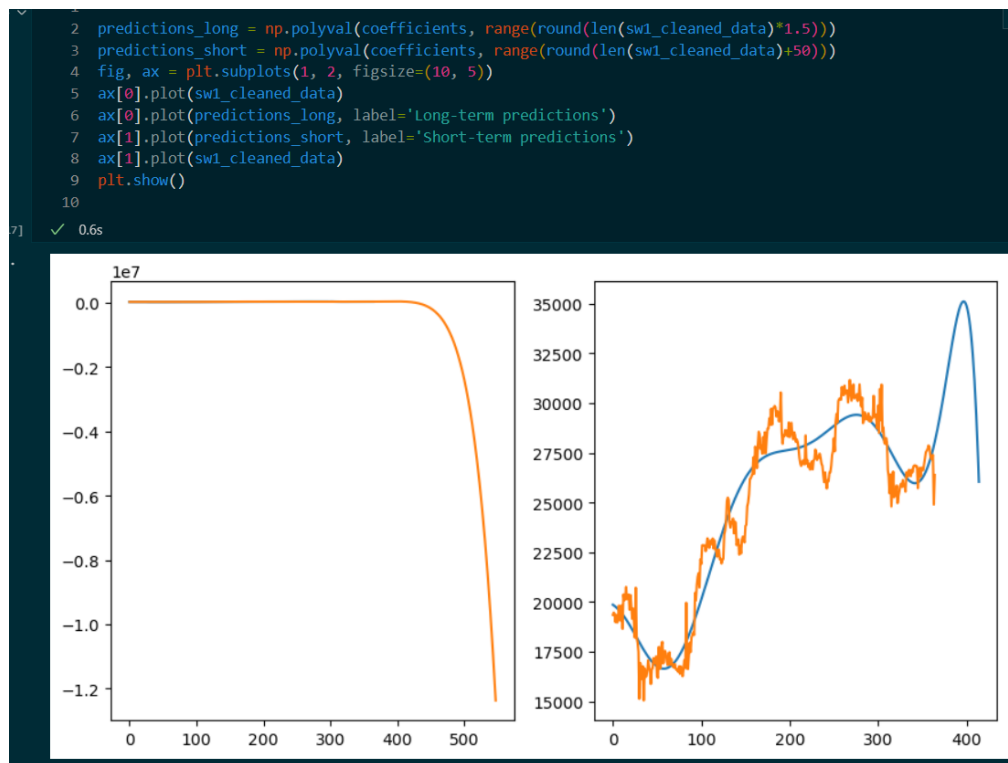 2 predictions_long = np.polyval(coefficients, range(round(len(sw1_cleaned_data)*1.5)))
3 predictions_short = np.polyval(coefficients, range(round(len(sw1_cleaned_data)+50)))
4 fig, ax = plt.subplots(1, 2, figsize=(10, 5))
5 ax[0].plot(sw1_cleaned_data)
6 ax[0].plot(predictions_long, label='Long-term predictions')
7 ax[1].plot(predictions_short, label='Short-term predictions')
8 ax[1].plot(sw1_cleaned_data)
9 plt.show()
10
7] ✓ 0.6s
1e7
0.0
−0.2
−0.4
−0.6
−0.8
−1.0
−1.2
0 100 200 300 400 500
35000
32500
30000
27500
25000
22500
20000
17500
15000
0 100 200 300 400